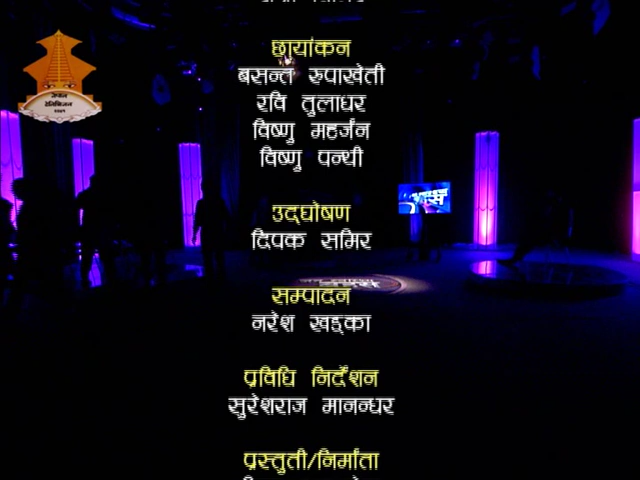 नेपाल
टेलिभिजन
छायांकन
बसन्त रुपाखेती
रवि तुलाधर
विष्णु महर्जन
विष्णु पन्थी
उद्घोषण
दिपक समिर
सम्पादन
नरेश खड्का
प्रविधि निर्देशन
सुरेशराज मानन्धर
प्रस्तुती/निर्माता